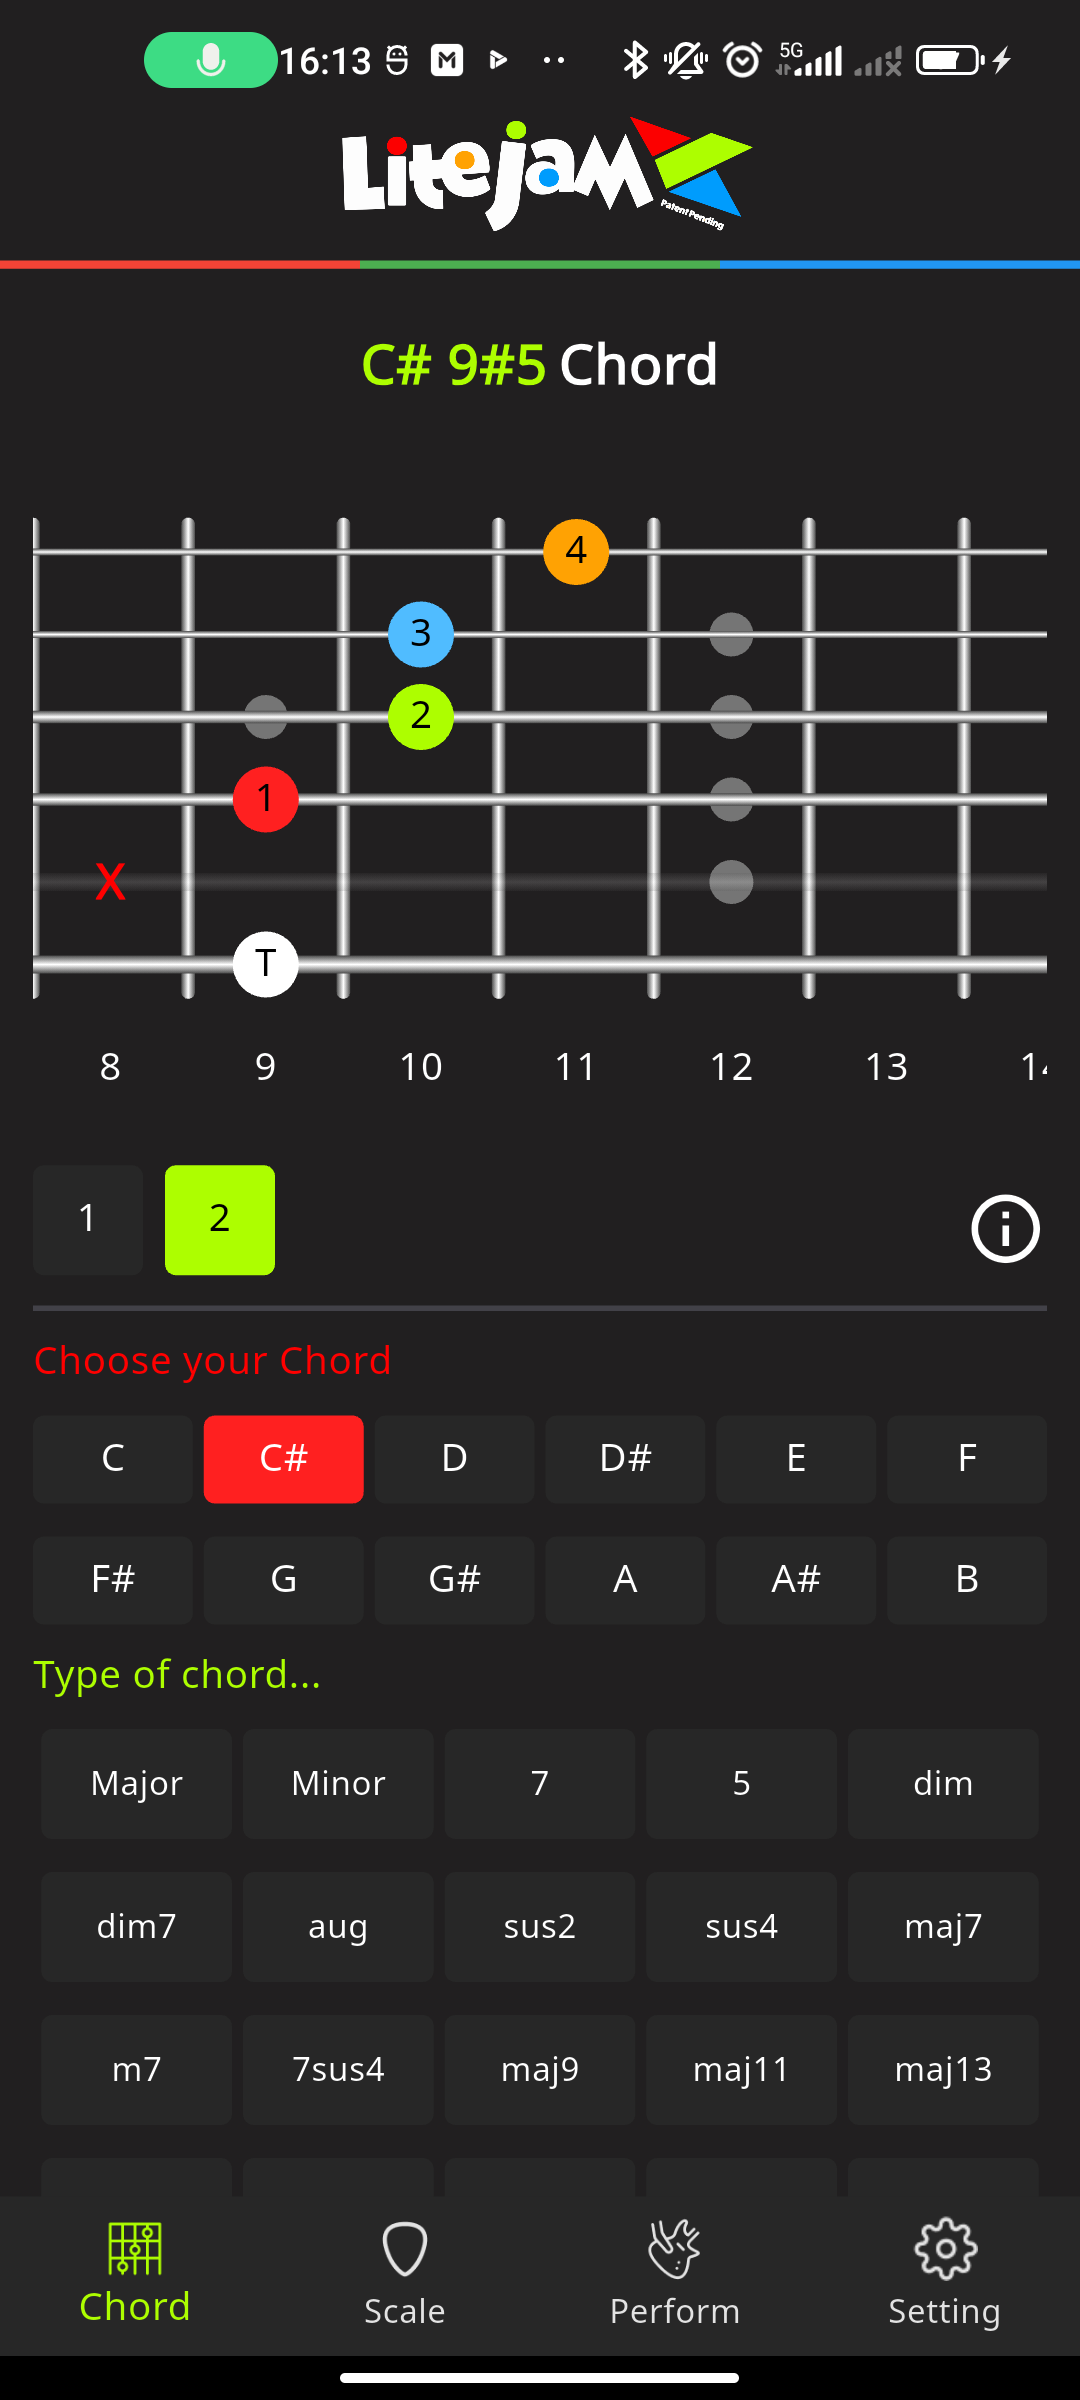 16:13 5G
LiteJam
Patent Pending
C# 9#5 Chord
4
3
2
1
X
T
8 9 10 11 12 13
1 2
Choose your Chord
C C# D D# E F
F# G G# A A# B
Type of chord...
Major Minor 7 5 dim
dim7 aug sus2 sus4 maj7
m7 7sus4 maj9 maj11 maj13
Chord Scale Perform Setting